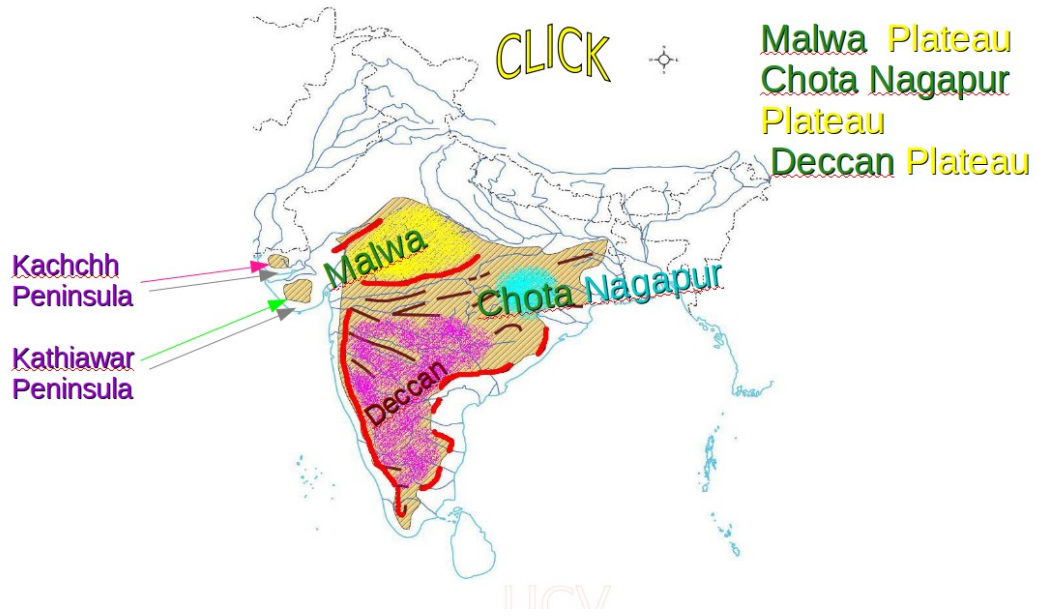 CLICK
Malwa Plateau
Chota Nagapur
Plateau
Deccan Plateau
Malwa
Kachchh
Peninsula
Chota Nagapur
Kathiawar
Peninsula
Deccan